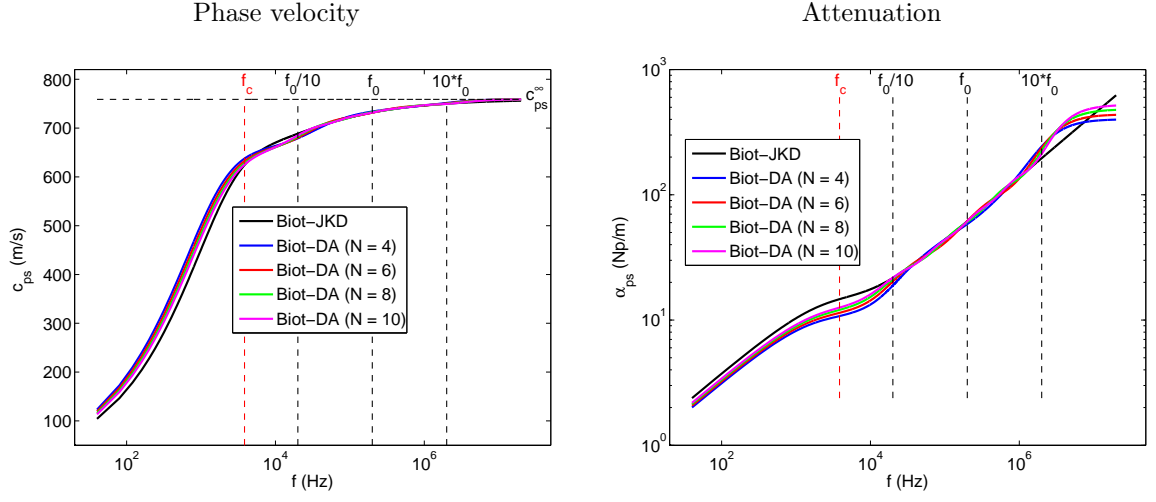 Phase velocity
f_c f_0/10 f_0 10*f_0
c_ps^∞
800
700
600
500
400
300
200
100
c_ps (m/s)
Biot−JKD
Biot−DA (N = 4)
Biot−DA (N = 6)
Biot−DA (N = 8)
Biot−DA (N = 10)
10^2 10^4 10^6
f (Hz)
Attenuation
f_c f_0/10 f_0 10*f_0
10^3
10^2
10^1
10^0
α_ps (Np/m)
Biot−JKD
Biot−DA (N = 4)
Biot−DA (N = 6)
Biot−DA (N = 8)
Biot−DA (N = 10)
10^2 10^4 10^6
f (Hz)